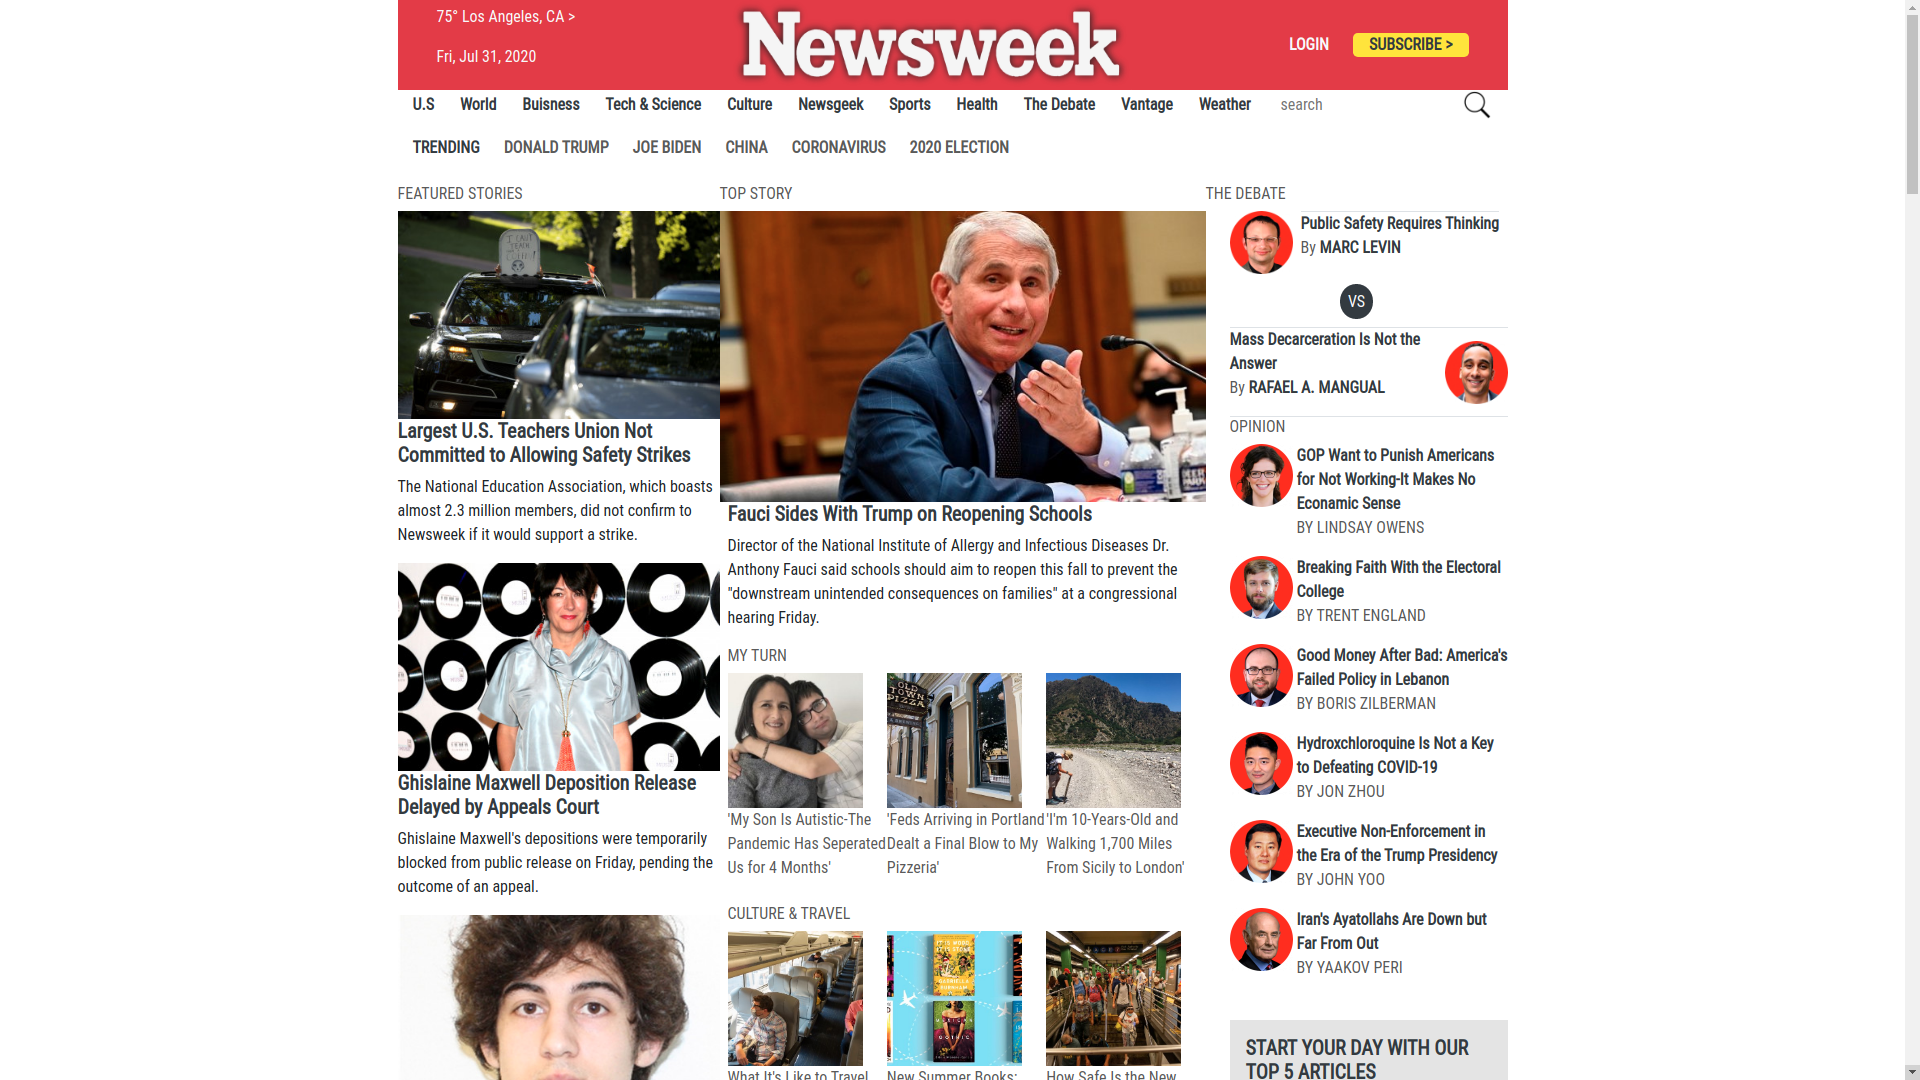 75° Los Angeles, CA >
Fri, Jul 31, 2020
Newsweek
LOGIN
SUBSCRIBE >
U.S World Buisness Tech & Science Culture Newsgeek Sports Health The Debate Vantage Weather search
TRENDING DONALD TRUMP JOE BIDEN CHINA CORONAVIRUS 2020 ELECTION
FEATURED STORIES
Largest U.S. Teachers Union Not
Committed to Allowing Safety Strikes
The National Education Association, which boasts
almost 2.3 million members, did not confirm to
Newsweek if it would support a strike.
Ghislaine Maxwell Deposition Release
Delayed by Appeals Court
Ghislaine Maxwell's depositions were temporarily
blocked from public release on Friday, pending the
outcome of an appeal.
TOP STORY
Fauci Sides With Trump on Reopening Schools
Director of the National Institute of Allergy and Infectious Diseases Dr.
Anthony Fauci said schools should aim to reopen this fall to prevent the
"downstream unintended consequences on families" at a congressional
hearing Friday.
MY TURN
'My Son Is Autistic-The
Pandemic Has Seperated
Us for 4 Months'
OLD
TOWN
PIZZA
'Feds Arriving in Portland
Dealt a Final Blow to My
Pizzeria'
'I'm 10-Years-Old and
Walking 1,700 Miles
From Sicily to London'
CULTURE & TRAVEL
What It's Like to Travel
New Summer Books:
How Safe Is the New
THE DEBATE
Public Safety Requires Thinking
By MARC LEVIN
VS
Mass Decarceration Is Not the
Answer
By RAFAEL A. MANGUAL
OPINION
GOP Want to Punish Americans
for Not Working-It Makes No
Econamic Sense
BY LINDSAY OWENS
Breaking Faith With the Electoral
College
BY TRENT ENGLAND
Good Money After Bad: America's
Failed Policy in Lebanon
BY BORIS ZILBERMAN
Hydroxchloroquine Is Not a Key
to Defeating COVID-19
BY JON ZHOU
Executive Non-Enforcement in
the Era of the Trump Presidency
BY JOHN YOO
Iran's Ayatollahs Are Down but
Far From Out
BY YAAKOV PERI
START YOUR DAY WITH OUR
TOP 5 ARTICLES